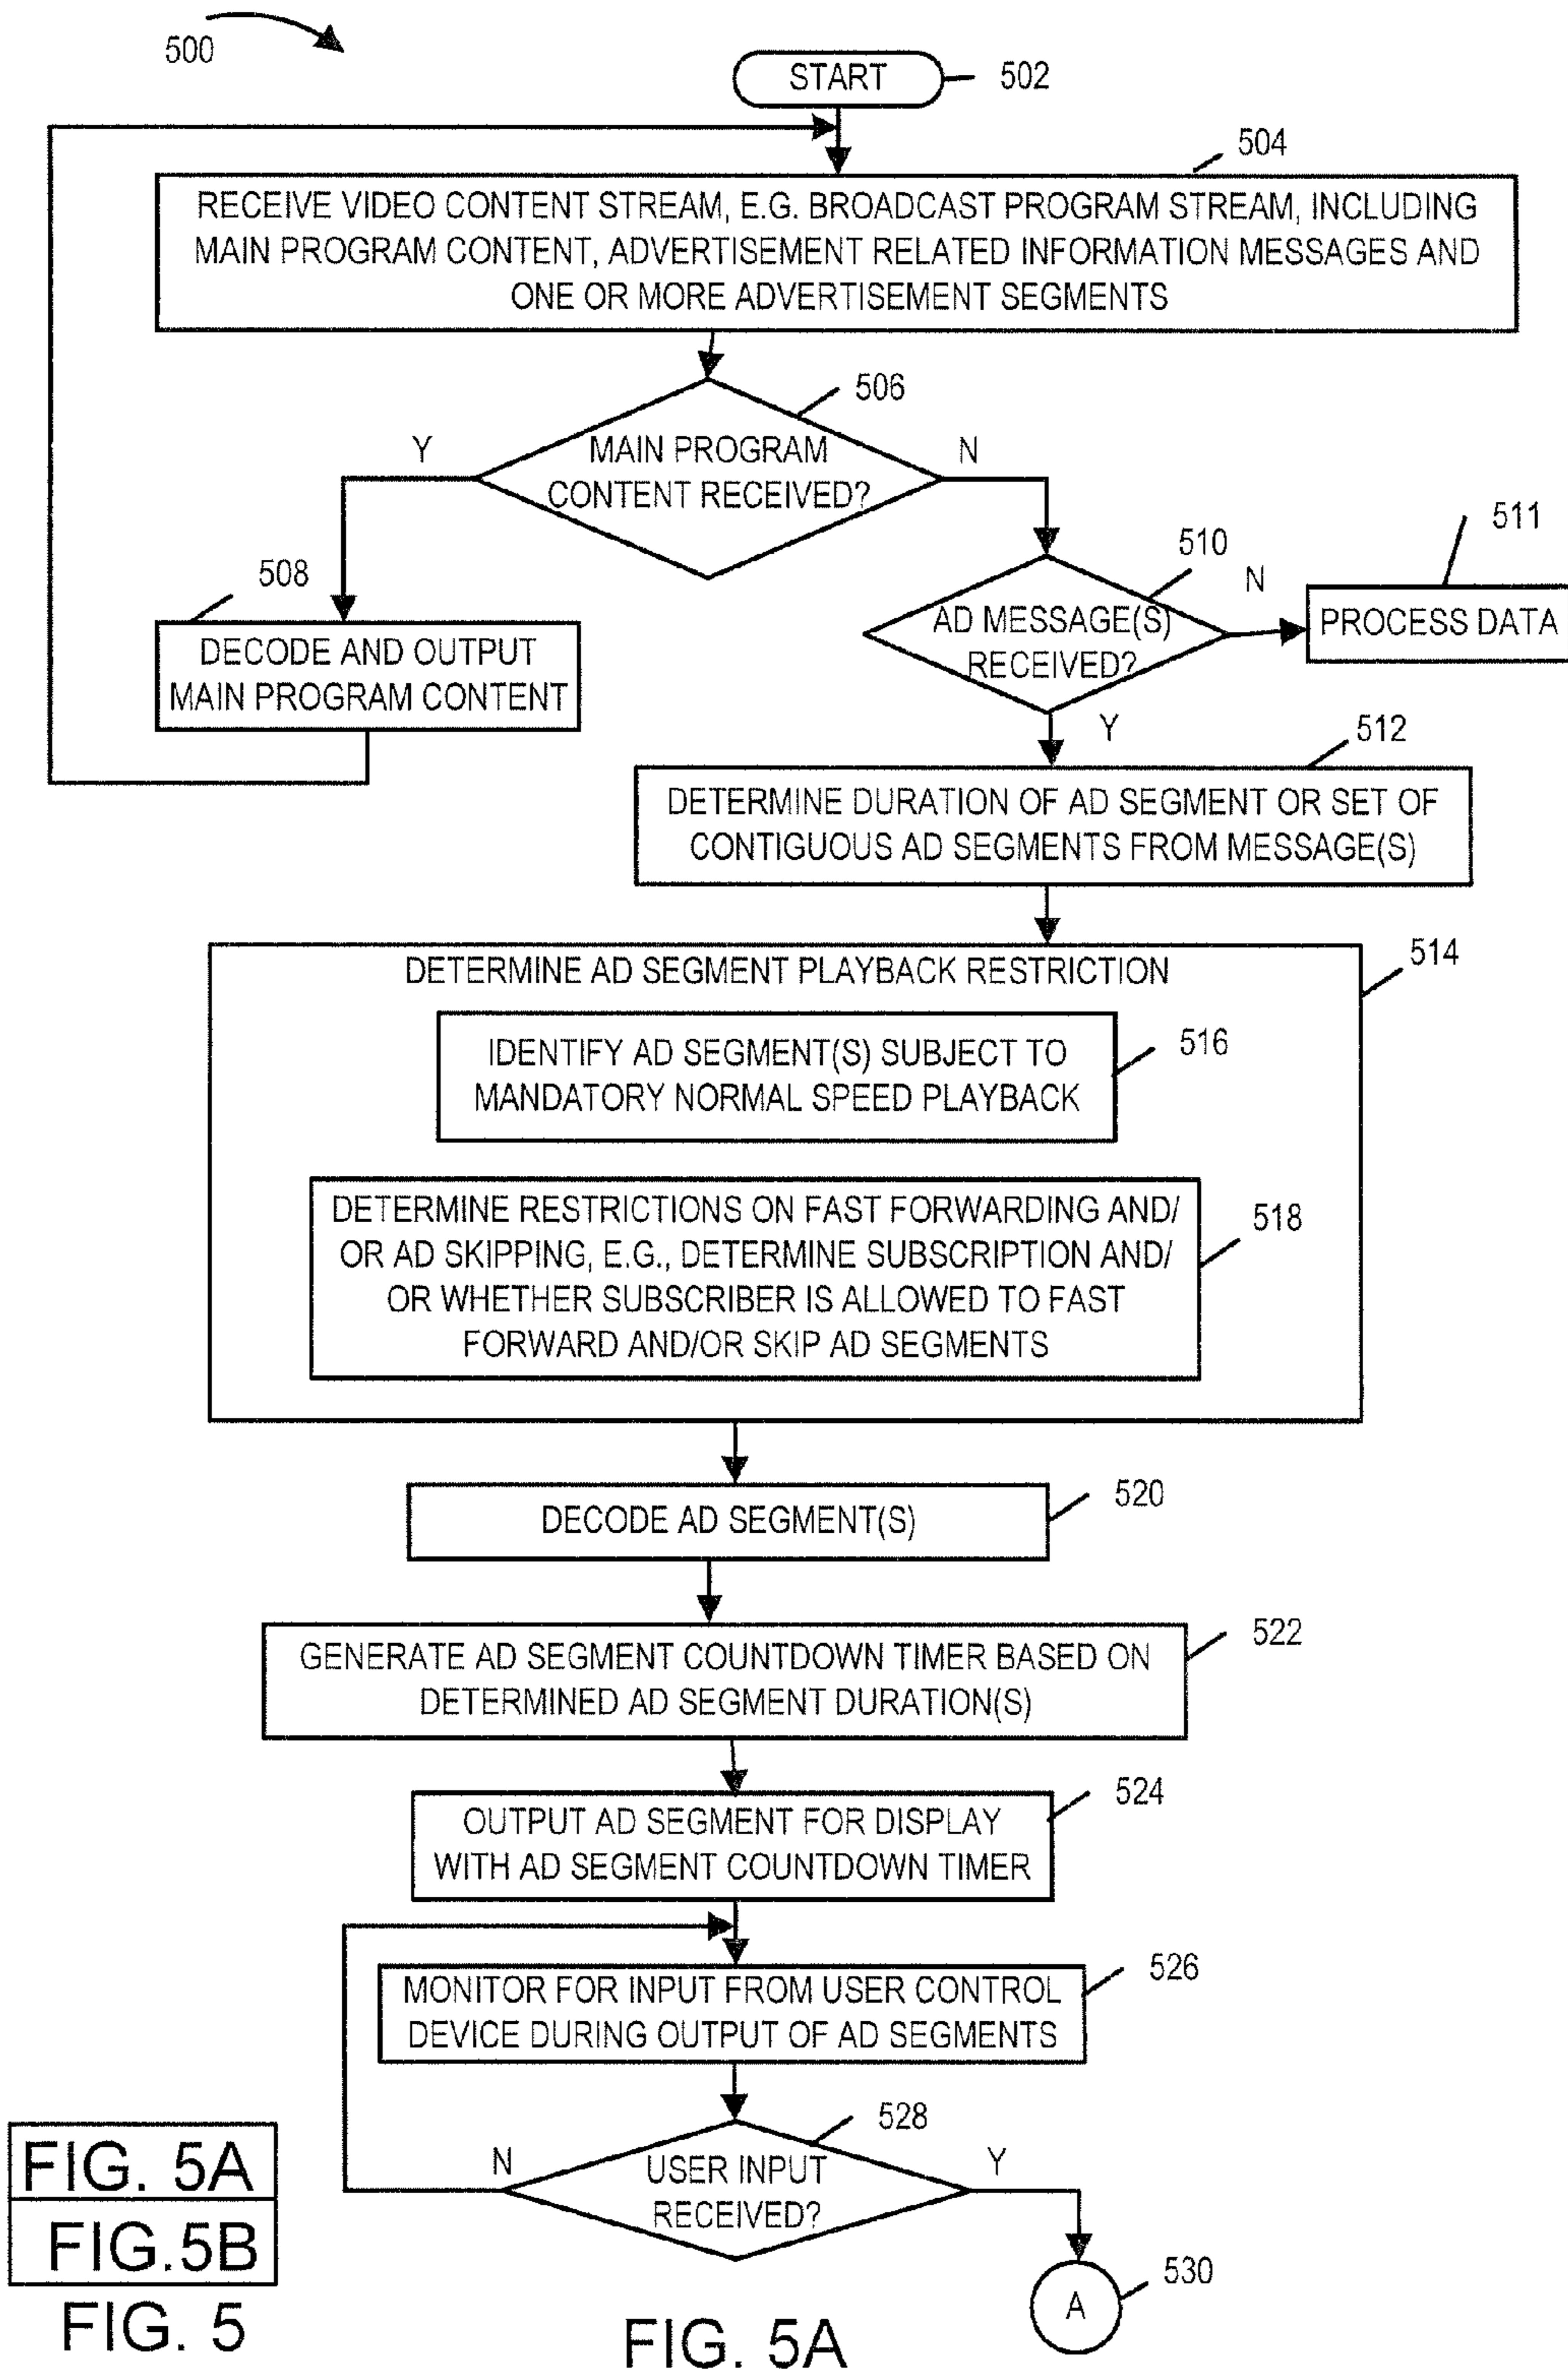 500
START
502
504
RECEIVE VIDEO CONTENT STREAM, E.G. BROADCAST PROGRAM STREAM, INCLUDING
MAIN PROGRAM CONTENT, ADVERTISEMENT RELATED INFORMATION MESSAGES AND
ONE OR MORE ADVERTISEMENT SEGMENTS
506
Y
MAIN PROGRAM
CONTENT RECEIVED?
N
508
DECODE AND OUTPUT
MAIN PROGRAM CONTENT
510
AD MESSAGE(S)
RECEIVED?
N
511
PROCESS DATA
Y
512
DETERMINE DURATION OF AD SEGMENT OR SET OF
CONTIGUOUS AD SEGMENTS FROM MESSAGE(S)
514
DETERMINE AD SEGMENT PLAYBACK RESTRICTION
516
IDENTIFY AD SEGMENT(S) SUBJECT TO
MANDATORY NORMAL SPEED PLAYBACK
518
DETERMINE RESTRICTIONS ON FAST FORWARDING AND/
OR AD SKIPPING, E.G., DETERMINE SUBSCRIPTION AND/
OR WHETHER SUBSCRIBER IS ALLOWED TO FAST
FORWARD AND/OR SKIP AD SEGMENTS
520
DECODE AD SEGMENT(S)
522
GENERATE AD SEGMENT COUNTDOWN TIMER BASED ON
DETERMINED AD SEGMENT DURATION(S)
524
OUTPUT AD SEGMENT FOR DISPLAY
WITH AD SEGMENT COUNTDOWN TIMER
526
MONITOR FOR INPUT FROM USER CONTROL
DEVICE DURING OUTPUT OF AD SEGMENTS
528
N
USER INPUT
RECEIVED?
Y
530
A
FIG. 5A
FIG.5B
FIG. 5
FIG. 5A